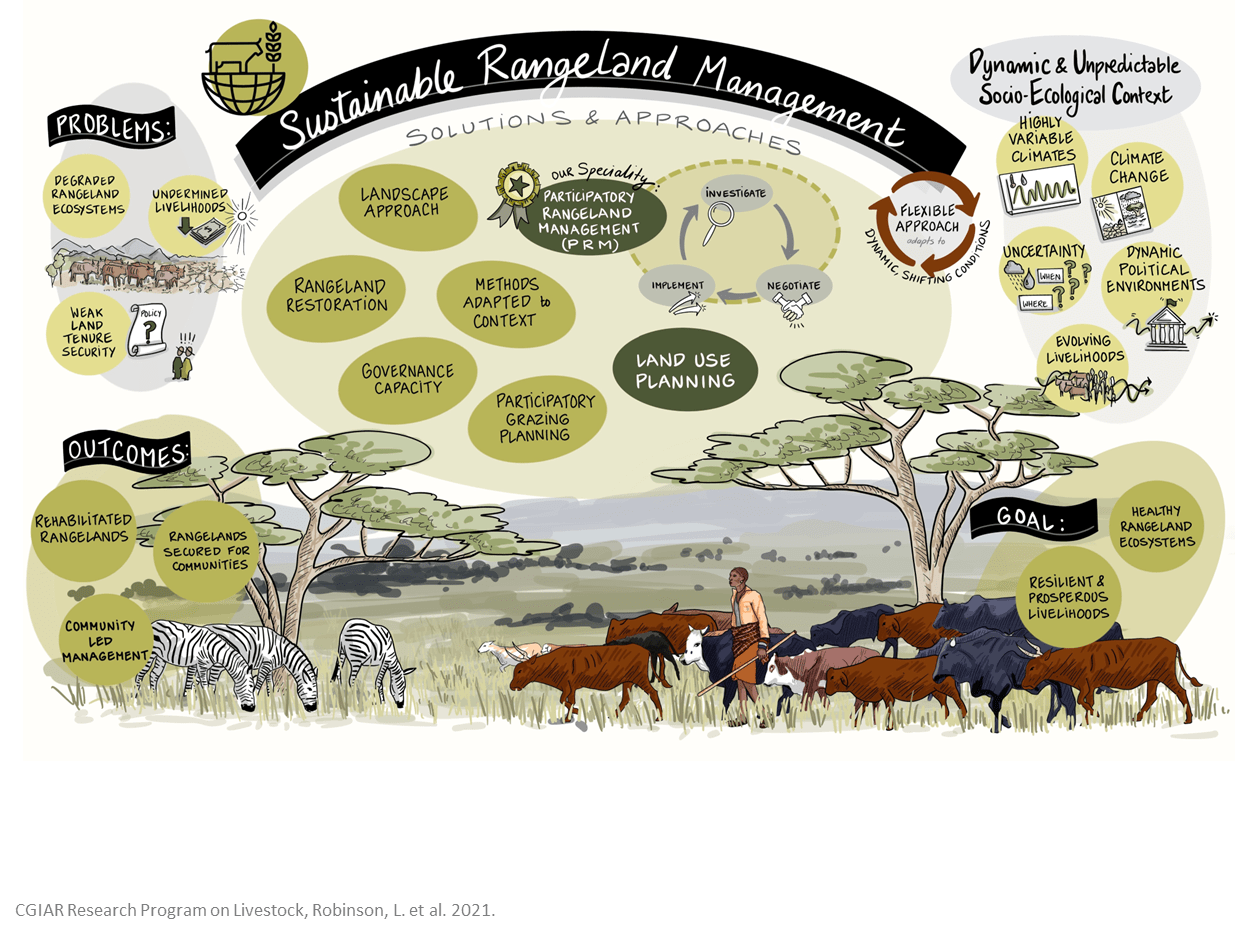 Sustainable Rangeland Management
SOLUTIONS & APPROACHES
PROBLEMS:
DEGRADED
RANGELAND
ECOSYSTEMS
UNDERMINED
LIVELIHOODS
WEAK
LAND
TENURE
SECURITY
POLICY
?
!!!
LANDSCAPE
APPROACH
OUR Speciality:
PARTICIPATORY
RANGELAND
MANAGEMENT
(PRM)
INVESTIGATE
NEGOTIATE
IMPLEMENT
RANGELAND
RESTORATION
METHODS
ADAPTED to
CONTEXT
GOVERNANCE
CAPACITY
PARTICIPATORY
GRAZING
PLANNING
LAND USE
PLANNING
FLEXIBLE
APPROACH
adapts to
DYNAMIC SHIFTING CONDITIONS
Dynamic & Unpredictable
Socio-Ecological Context
HIGHLY
VARIABLE
CLIMATES
CLIMATE
CHANGE
UNCERTAINTY
WHEN
???
WHERE
??
DYNAMIC
POLITICAL
ENVIRONMENTS
EVOLVING
LIVELIHOODS
OUTCOMES:
REHABILITATED
RANGELANDS
RANGELANDS
SECURED FOR
COMMUNITIES
COMMUNITY
LED
MANAGEMENT
GOAL:
HEALTHY
RANGELAND
ECOSYSTEMS
RESILIENT &
PROSPEROUS
LIVELIHOODS
CGIAR Research Program on Livestock, Robinson, L. et al. 2021.